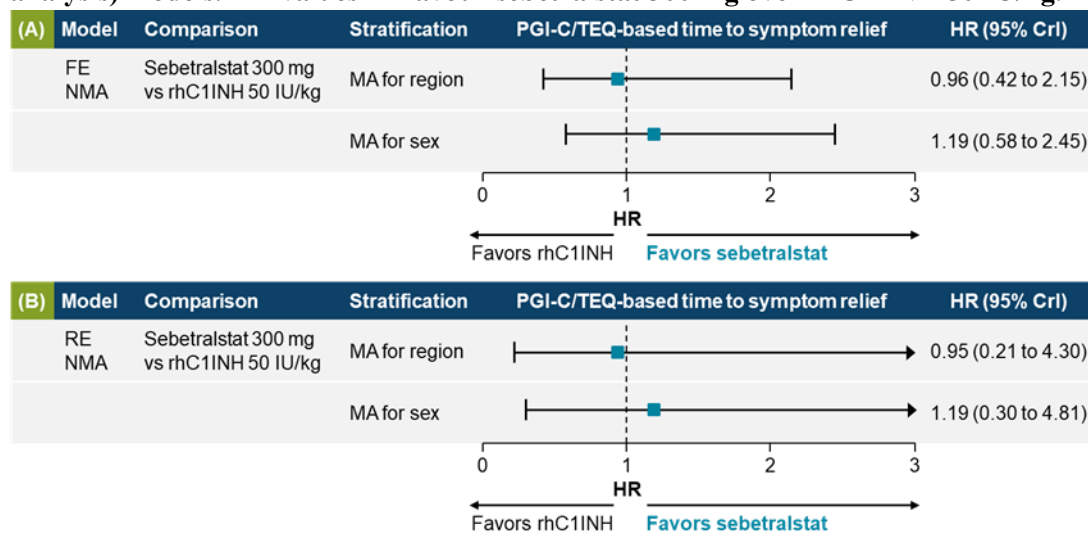 (A) Model Comparison Stratification PGI-C/TEQ-based time to symptom relief HR (95% CrI)
FE NMA Sebetralstat 300 mg vs rhC1INH 50 IU/kg MA for region 0.96 (0.42 to 2.15)
MA for sex 1.19 (0.58 to 2.45)
0 1 2 3
HR
Favors rhC1INH Favors sebetralstat
(B) Model Comparison Stratification PGI-C/TEQ-based time to symptom relief HR (95% CrI)
RE NMA Sebetralstat 300 mg vs rhC1INH 50 IU/kg MA for region 0.95 (0.21 to 4.30)
MA for sex 1.19 (0.30 to 4.81)
0 1 2 3
HR
Favors rhC1INH Favors sebetralstat